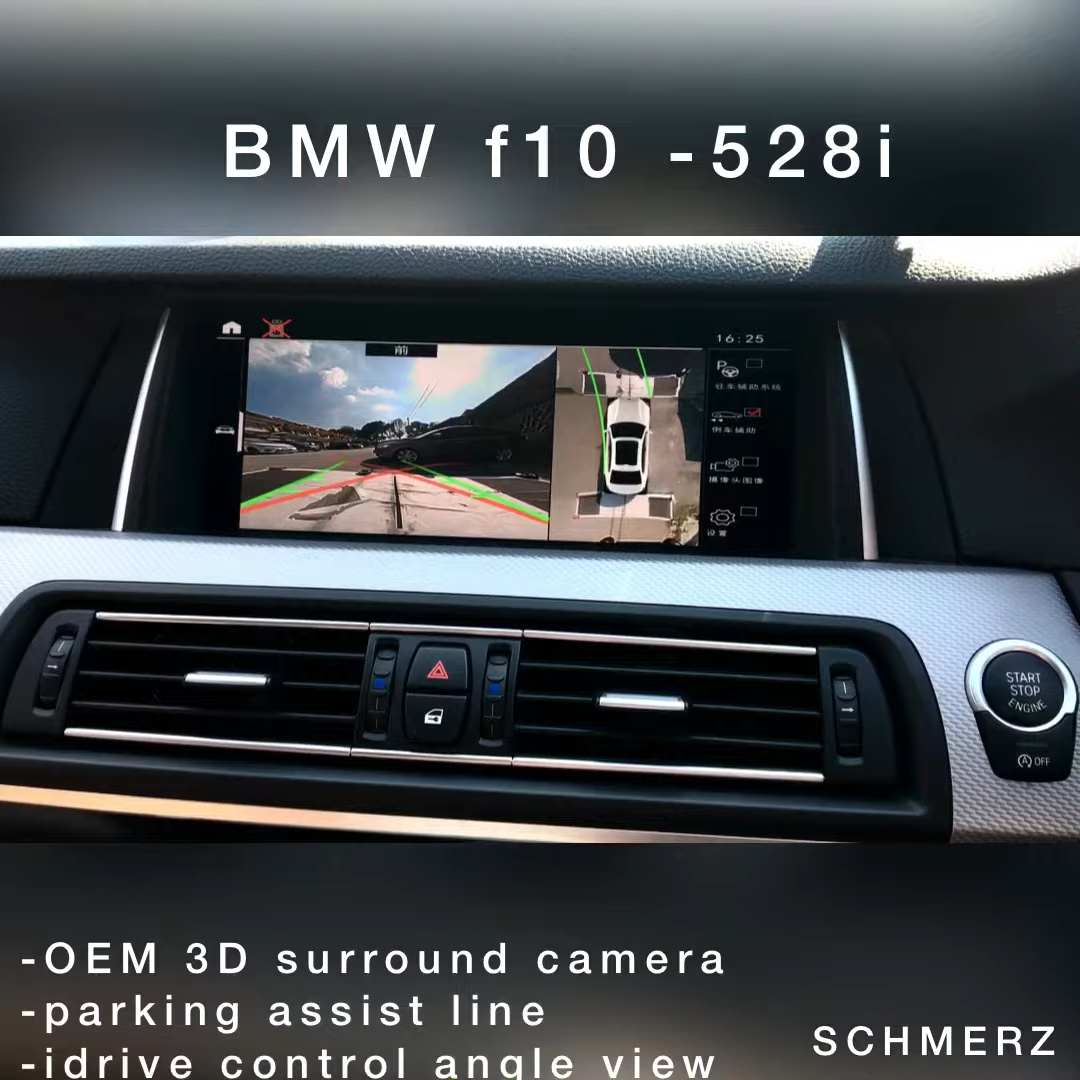 BMW f10 -528i
16:25
前
P
驻车辅助系统
倒车辅助
摄像头图像
设置
START
STOP
ENGINE
OFF
-OEM 3D surround camera
-parking assist line
-idrive control angle view
SCHMERZ